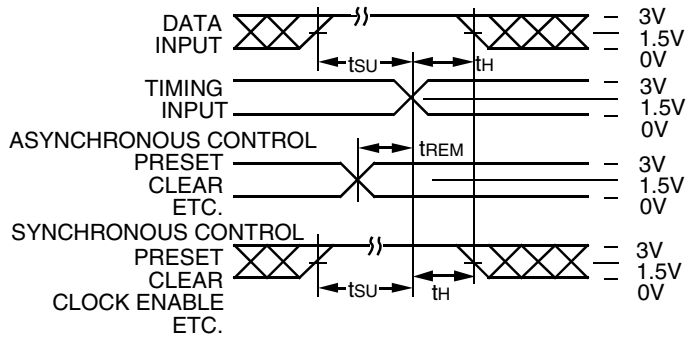 DATA
INPUT
3V
1.5V
0V
tSU
tH
TIMING
INPUT
3V
1.5V
0V
ASYNCHRONOUS CONTROL
PRESET
CLEAR
ETC.
tREM
3V
1.5V
0V
SYNCHRONOUS CONTROL
PRESET
CLEAR
CLOCK ENABLE
ETC.
tSU
tH
3V
1.5V
0V